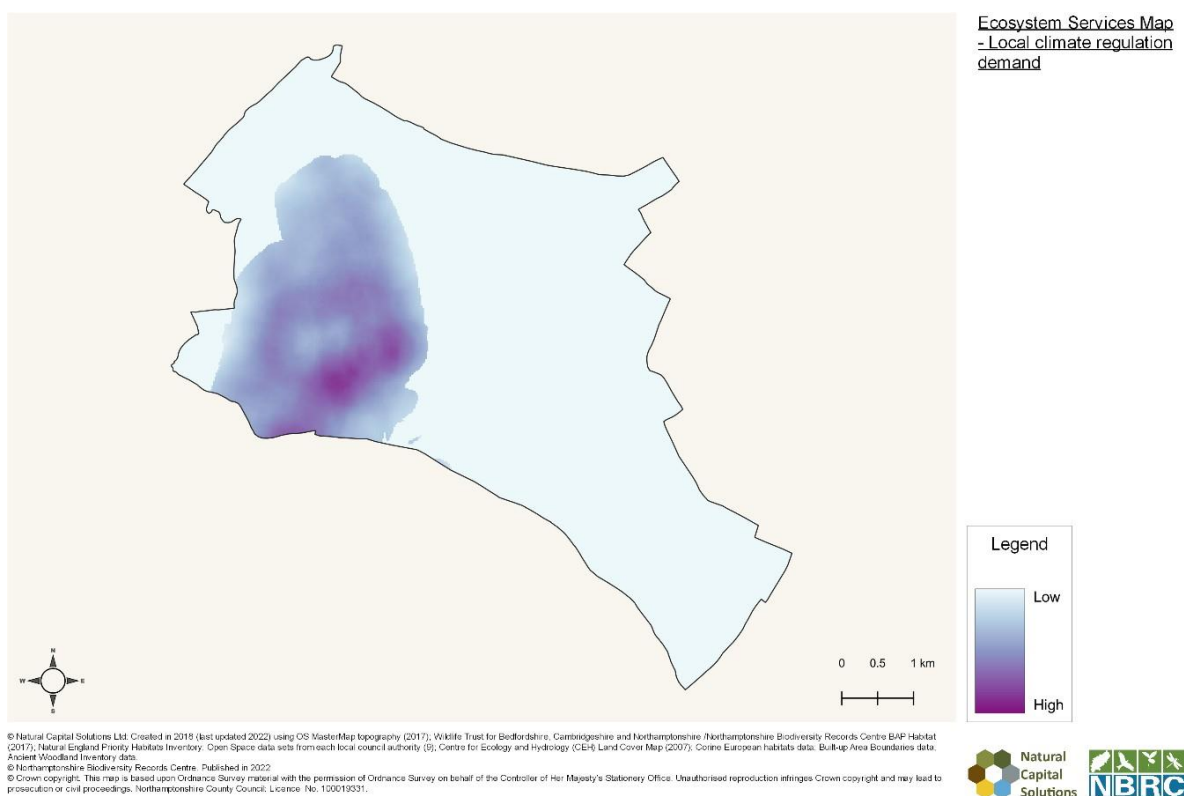 Ecosystem Services Map
- Local climate regulation
demand
N
W
E
S
0 0.5 1 km
Legend
Low
High
© Natural Capital Solutions Ltd. Created in 2018 (last updated 2022) using OS MasterMap topography (2017); Wildlife Trust for Bedfordshire, Cambridgeshire and Northamptonshire /Northamptonshire Biodiversity Records Centre BAP Habitat
(2017); Natural England Priority Habitats Inventory; Open Space data sets from each local council authority (9); Centre for Ecology and Hydrology (CEH) Land Cover Map (2007); Corine European habitats data; Built-up Area Boundaries data;
Ancient Woodland Inventory data.
© Northamptonshire Biodiversity Records Centre. Published in 2022
© Crown copyright. This map is based upon Ordnance Survey material with the permission of Ordnance Survey on behalf of the Controller of Her Majesty's Stationery Office. Unauthorised reproduction infringes Crown copyright and may lead to
prosecution or civil proceedings. Northamptonshire County Council: Licence No. 100019331.
Natural
Capital
Solutions
NBRC